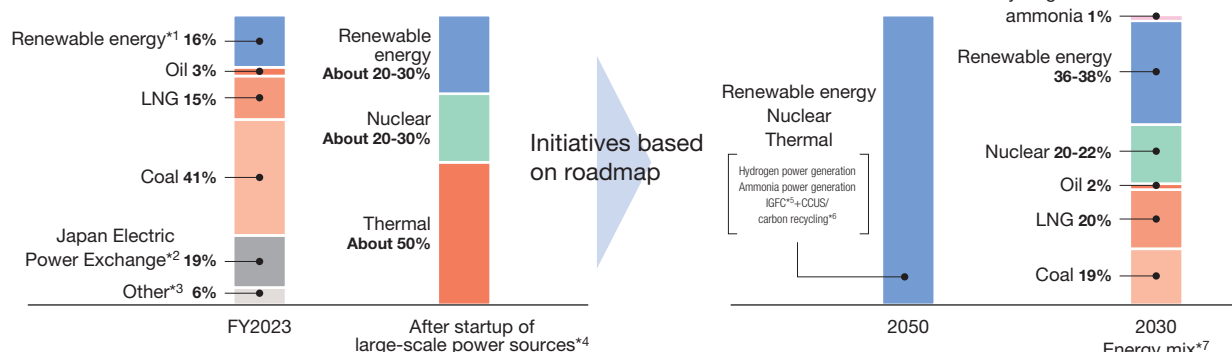 Renewable energy*1 16%
Oil 3%
LNG 15%
Coal 41%
Japan Electric
Power Exchange*2 19%
Other*3 6%
FY2023
Renewable
energy
About 20-30%
Nuclear
About 20-30%
Thermal
About 50%
After startup of
large-scale power sources*4
Initiatives based
on roadmap
Renewable energy
Nuclear
Thermal
Hydrogen power generation
Ammonia power generation
IGFC*5+CCUS/
carbon recycling*6
2050
ammonia 1%
Renewable energy
36-38%
Nuclear 20-22%
Oil 2%
LNG 20%
Coal 19%
2030
Energy mix*7